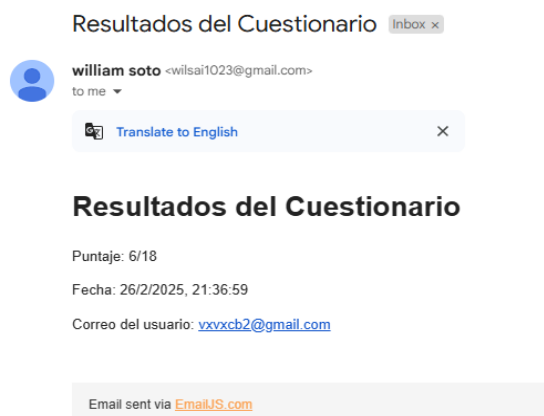 Resultados del Cuestionario Inbox ×
william soto <wilsai1023@gmail.com>
to me
Translate to English ×
Resultados del Cuestionario
Puntaje: 6/18
Fecha: 26/2/2025, 21:36:59
Correo del usuario: vxvxcb2@gmail.com
Email sent via EmailJS.com